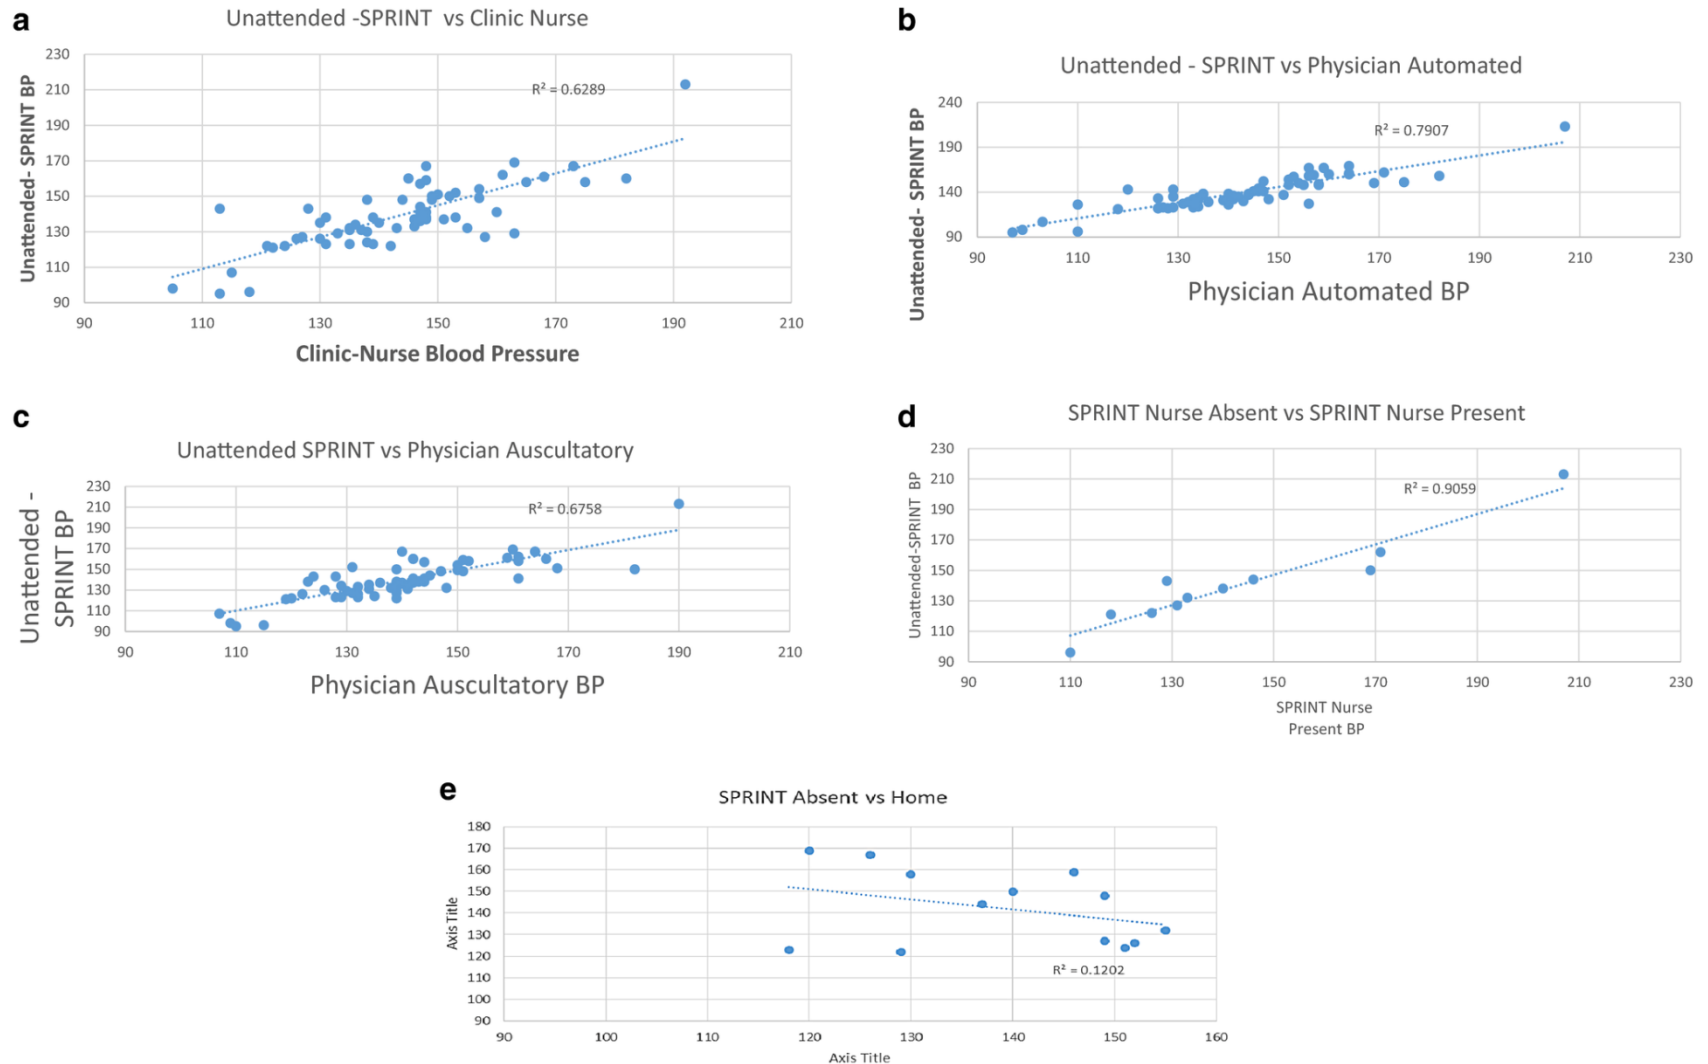 a
Unattended -SPRINT vs Clinic Nurse
230
210
190
170
150
130
110
90
Unattended- SPRINT BP
R² = 0.6289
90 110 130 150 170 190 210
Clinic-Nurse Blood Pressure
b
Unattended - SPRINT vs Physician Automated
240
190
140
90
Unattended- SPRINT BP
R² = 0.7907
90 110 130 150 170 190 210 230
Physician Automated BP
c
Unattended SPRINT vs Physician Auscultatory
230
210
190
170
150
130
110
90
Unattended -
SPRINT BP
R² = 0.6758
90 110 130 150 170 190 210
Physician Auscultatory BP
d
SPRINT Nurse Absent vs SPRINT Nurse Present
230
210
190
170
150
130
110
90
Unattended-SPRINT BP
R² = 0.9059
90 110 130 150 170 190 210 230
SPRINT Nurse
Present BP
e
SPRINT Absent vs Home
180
170
160
150
140
130
120
110
100
90
Axis Title
R² = 0.1202
90 100 110 120 130 140 150 160
Axis Title